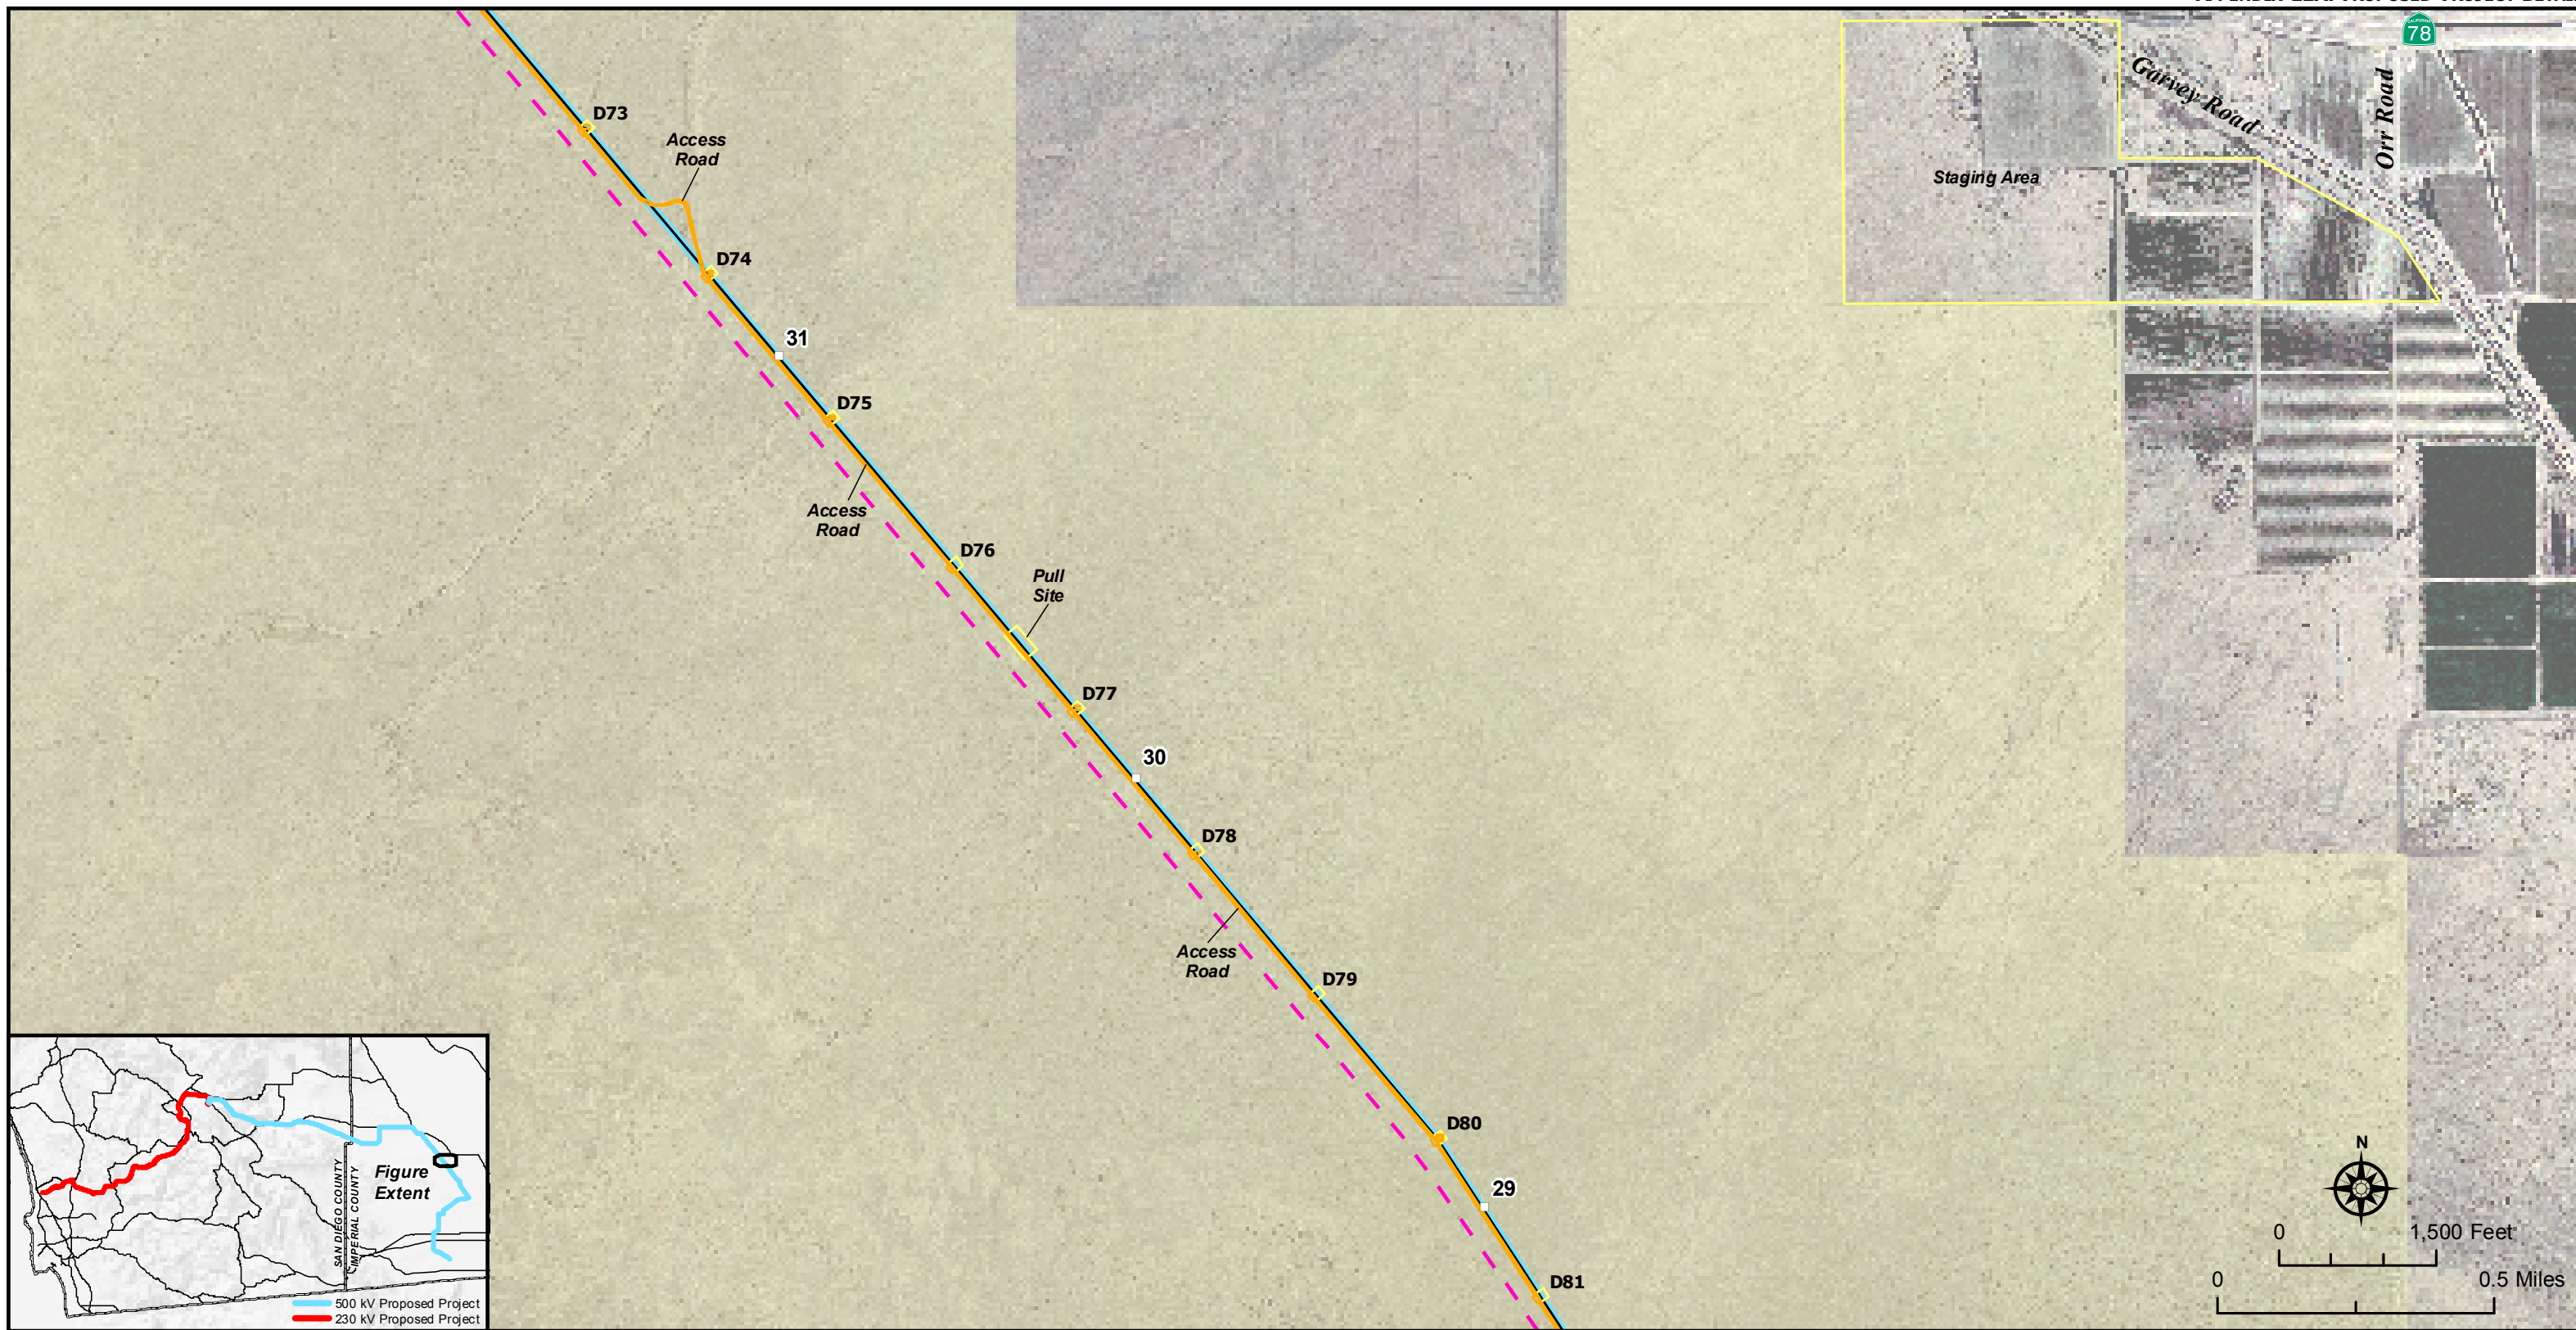 CALIFORNIA
78
Garvey Road
Orr Road
Staging Area
D73
Access
Road
D74
31
D75
Access
Road
D76
Pull
Site
D77
30
D78
Access
Road
D79
D80
29
D81
SAN DIEGO COUNTY
IMPERIAL COUNTY
Figure
Extent
500 kV Proposed Project
230 kV Proposed Project
N
0 1,500 Feet
0 0.5 Miles